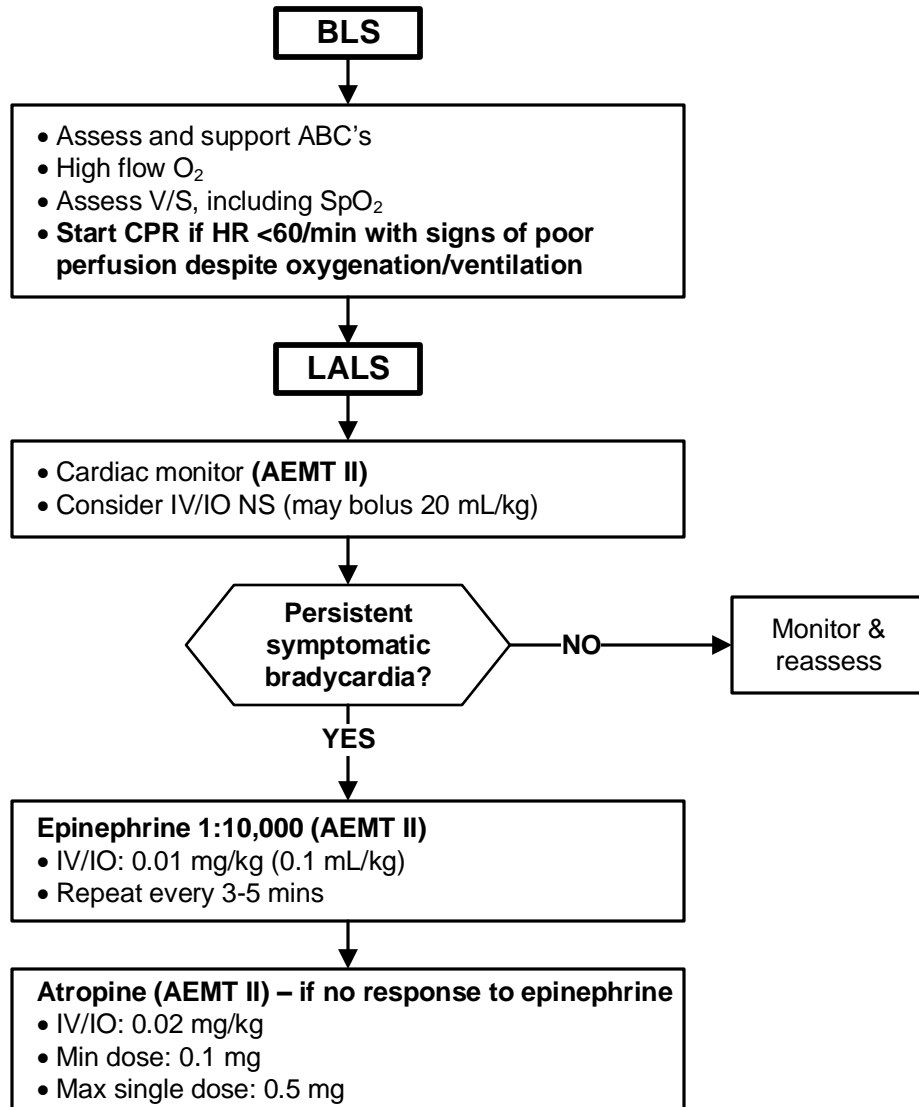 BLS
• Assess and support ABC’s
• High flow O₂
• Assess V/S, including SpO₂
• Start CPR if HR <60/min with signs of poor
perfusion despite oxygenation/ventilation
LALS
• Cardiac monitor (AEMT II)
• Consider IV/IO NS (may bolus 20 mL/kg)
Persistent
symptomatic
bradycardia?
NO
Monitor &
reassess
YES
Epinephrine 1:10,000 (AEMT II)
• IV/IO: 0.01 mg/kg (0.1 mL/kg)
• Repeat every 3-5 mins
Atropine (AEMT II) – if no response to epinephrine
• IV/IO: 0.02 mg/kg
• Min dose: 0.1 mg
• Max single dose: 0.5 mg